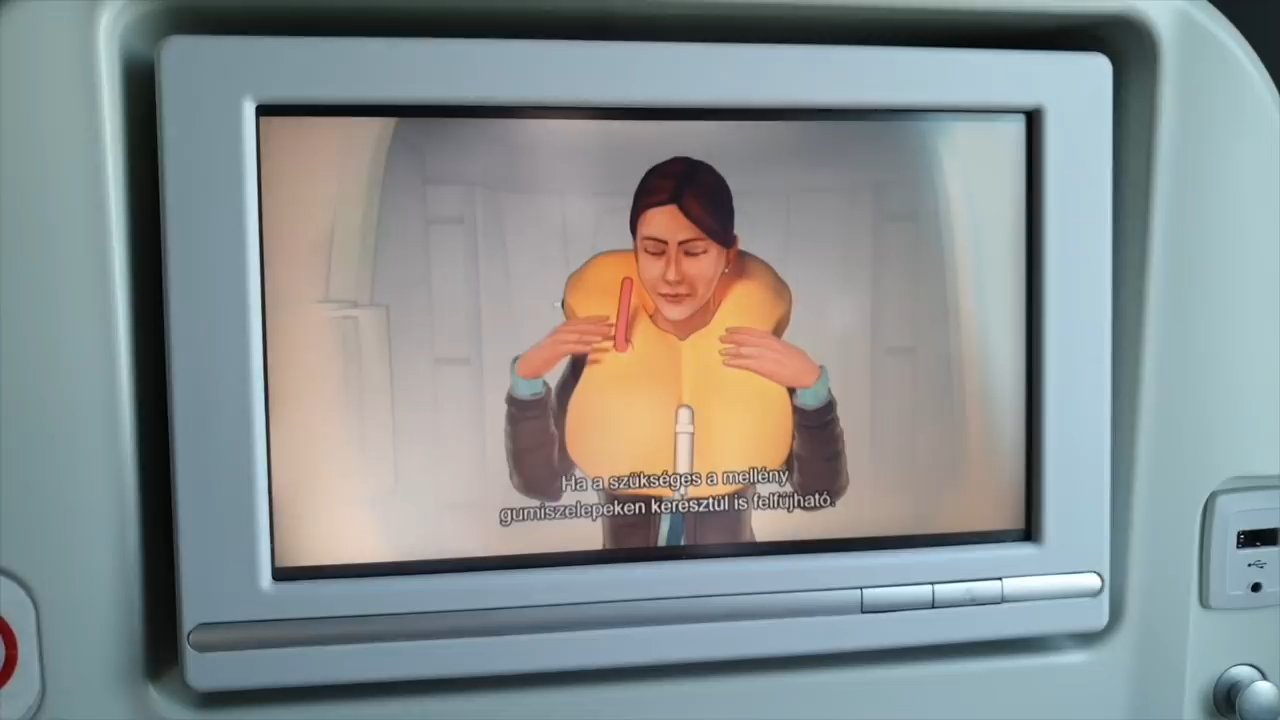 Ha a szükséges a mellény
gumiszelepeken keresztül is felfújható.